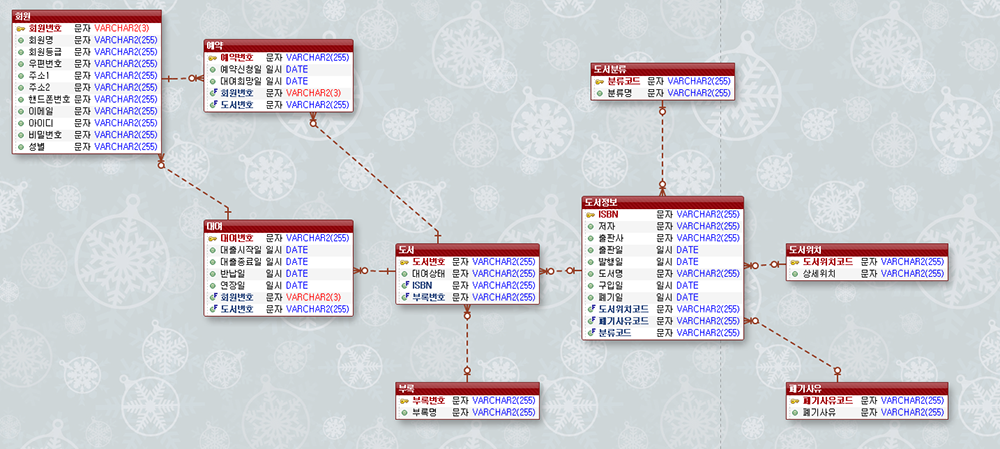 회원
회원번호 문자 VARCHAR2(3)
회원명 문자 VARCHAR2(255)
회원등급 문자 VARCHAR2(255)
우편번호 문자 VARCHAR2(255)
주소1 문자 VARCHAR2(255)
주소2 문자 VARCHAR2(255)
핸드폰번호 문자 VARCHAR2(255)
이메일 문자 VARCHAR2(255)
아이디 문자 VARCHAR2(255)
비밀번호 문자 VARCHAR2(255)
성별 문자 VARCHAR2(255)
예약
예약번호 문자 VARCHAR2(255)
예약신청일 일시 DATE
대여희망일 일시 DATE
회원번호 문자 VARCHAR2(3)
도서번호 문자 VARCHAR2(255)
도서분류
분류코드 문자 VARCHAR2(255)
분류명 문자 VARCHAR2(255)
대여
대여번호 문자 VARCHAR2(255)
대출시작일 일시 DATE
대출종료일 일시 DATE
반납일 일시 DATE
연장일 일시 DATE
회원번호 문자 VARCHAR2(3)
도서번호 문자 VARCHAR2(255)
도서
도서번호 문자 VARCHAR2(255)
대여상태 문자 VARCHAR2(255)
ISBN 문자 VARCHAR2(255)
부록번호 문자 VARCHAR2(255)
도서정보
ISBN 문자 VARCHAR2(255)
저자 문자 VARCHAR2(255)
출판사 문자 VARCHAR2(255)
출판일 일시 DATE
발행일 일시 DATE
도서명 문자 VARCHAR2(255)
구입일 일시 DATE
폐기일 일시 DATE
도서위치코드 문자 VARCHAR2(255)
폐기사유코드 문자 VARCHAR2(255)
분류코드 문자 VARCHAR2(255)
도서위치
도서위치코드 문자 VARCHAR2(255)
상세위치 문자 VARCHAR2(255)
부록
부록번호 문자 VARCHAR2(255)
부록명 문자 VARCHAR2(255)
폐기사유
폐기사유코드 문자 VARCHAR2(255)
폐기사유 문자 VARCHAR2(255)